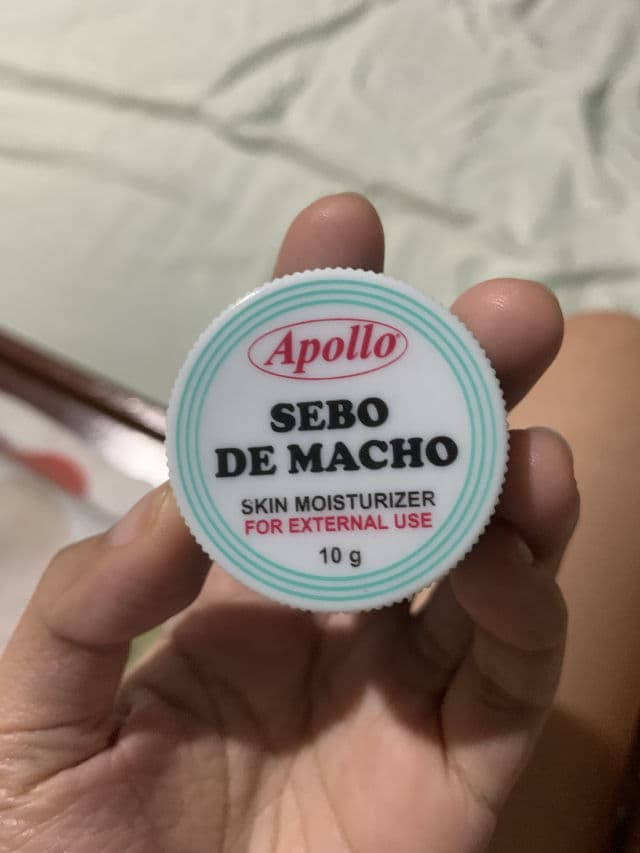 Apollo
SEBO
DE MACHO
SKIN MOISTURIZER
FOR EXTERNAL USE
10 g